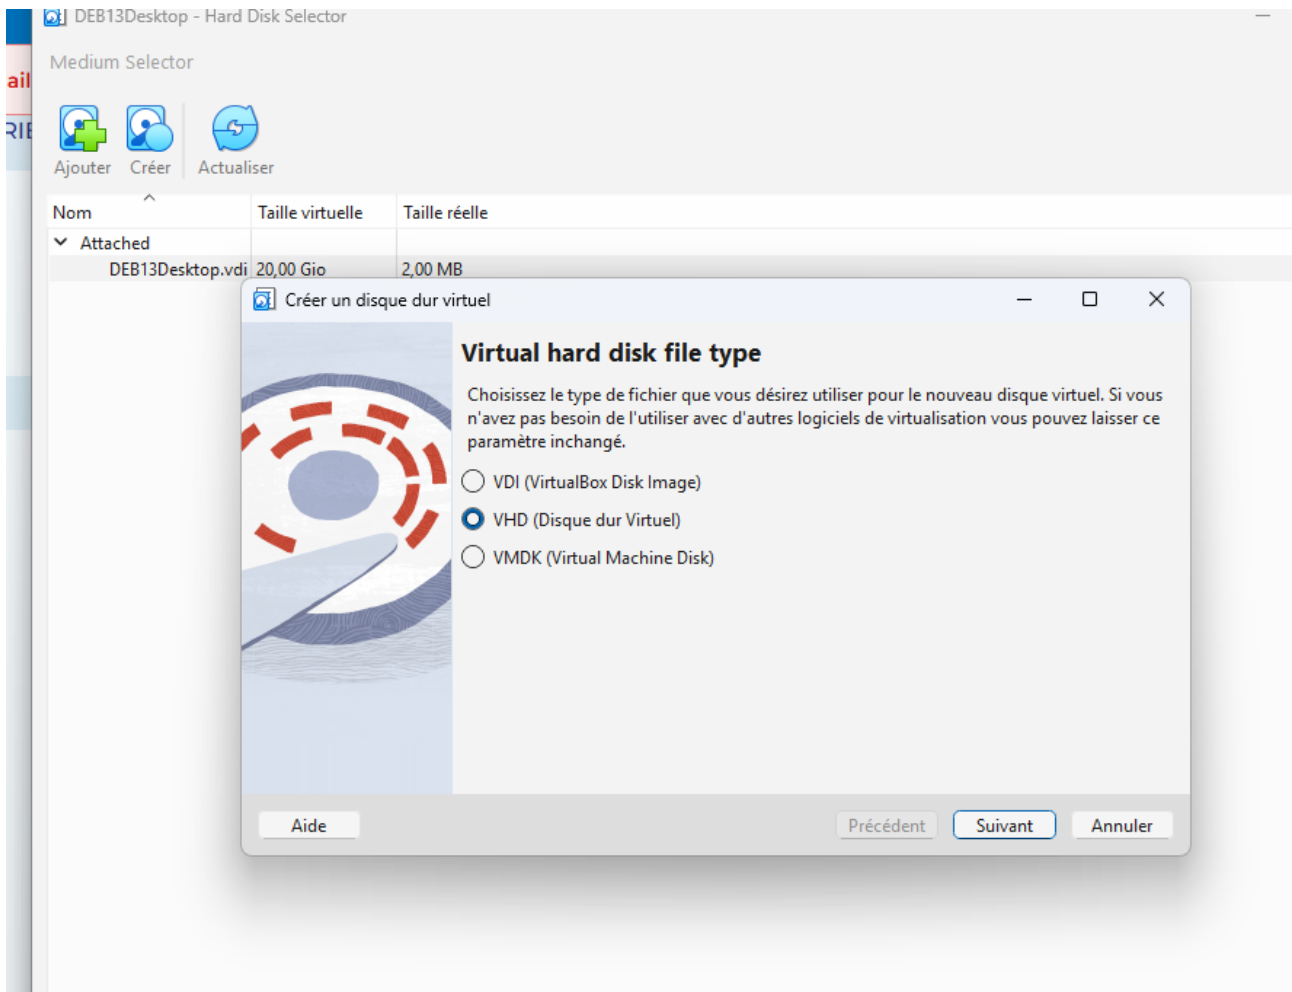 DEB13Desktop - Hard Disk Selector
Medium Selector
ail
RIE
Ajouter Créer Actualiser
Nom Taille virtuelle Taille réelle
Attached
DEB13Desktop.vdi 20,00 Gio 2,00 MB
Créer un disque dur virtuel
Virtual hard disk file type
Choisissez le type de fichier que vous désirez utiliser pour le nouveau disque virtuel. Si vous
n'avez pas besoin de l'utiliser avec d'autres logiciels de virtualisation vous pouvez laisser ce
paramètre inchangé.
VDI (VirtualBox Disk Image)
VHD (Disque dur Virtuel)
VMDK (Virtual Machine Disk)
Aide Précédent Suivant Annuler